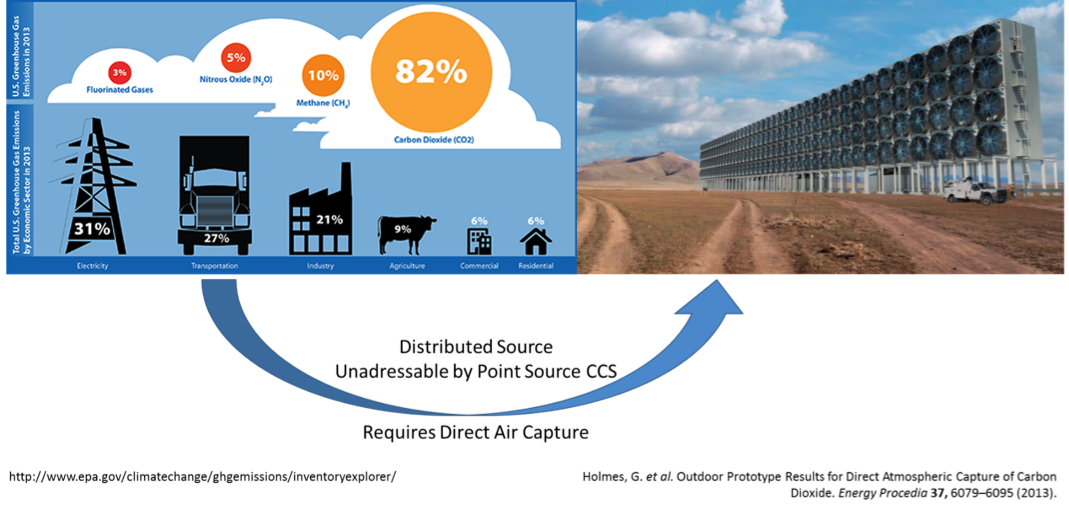 U.S. Greenhouse Gas
Emissions in 2013
3%
Fluorinated Gases
5%
Nitrous Oxide (N₂O)
10%
Methane (CH₄)
82%
Carbon Dioxide (CO2)
Total U.S. Greenhouse Gas Emissions
by Economic Sector in 2013
31%
27%
21%
9%
6%
6%
Electricity
Transportation
Industry
Agriculture
Commercial
Residential
Distributed Source
Unadressable by Point Source CCS
Requires Direct Air Capture
http://www.epa.gov/climatechange/ghgemissions/inventoryexplorer/
Holmes, G. et al. Outdoor Prototype Results for Direct Atmospheric Capture of Carbon
Dioxide. Energy Procedia 37, 6079–6095 (2013).